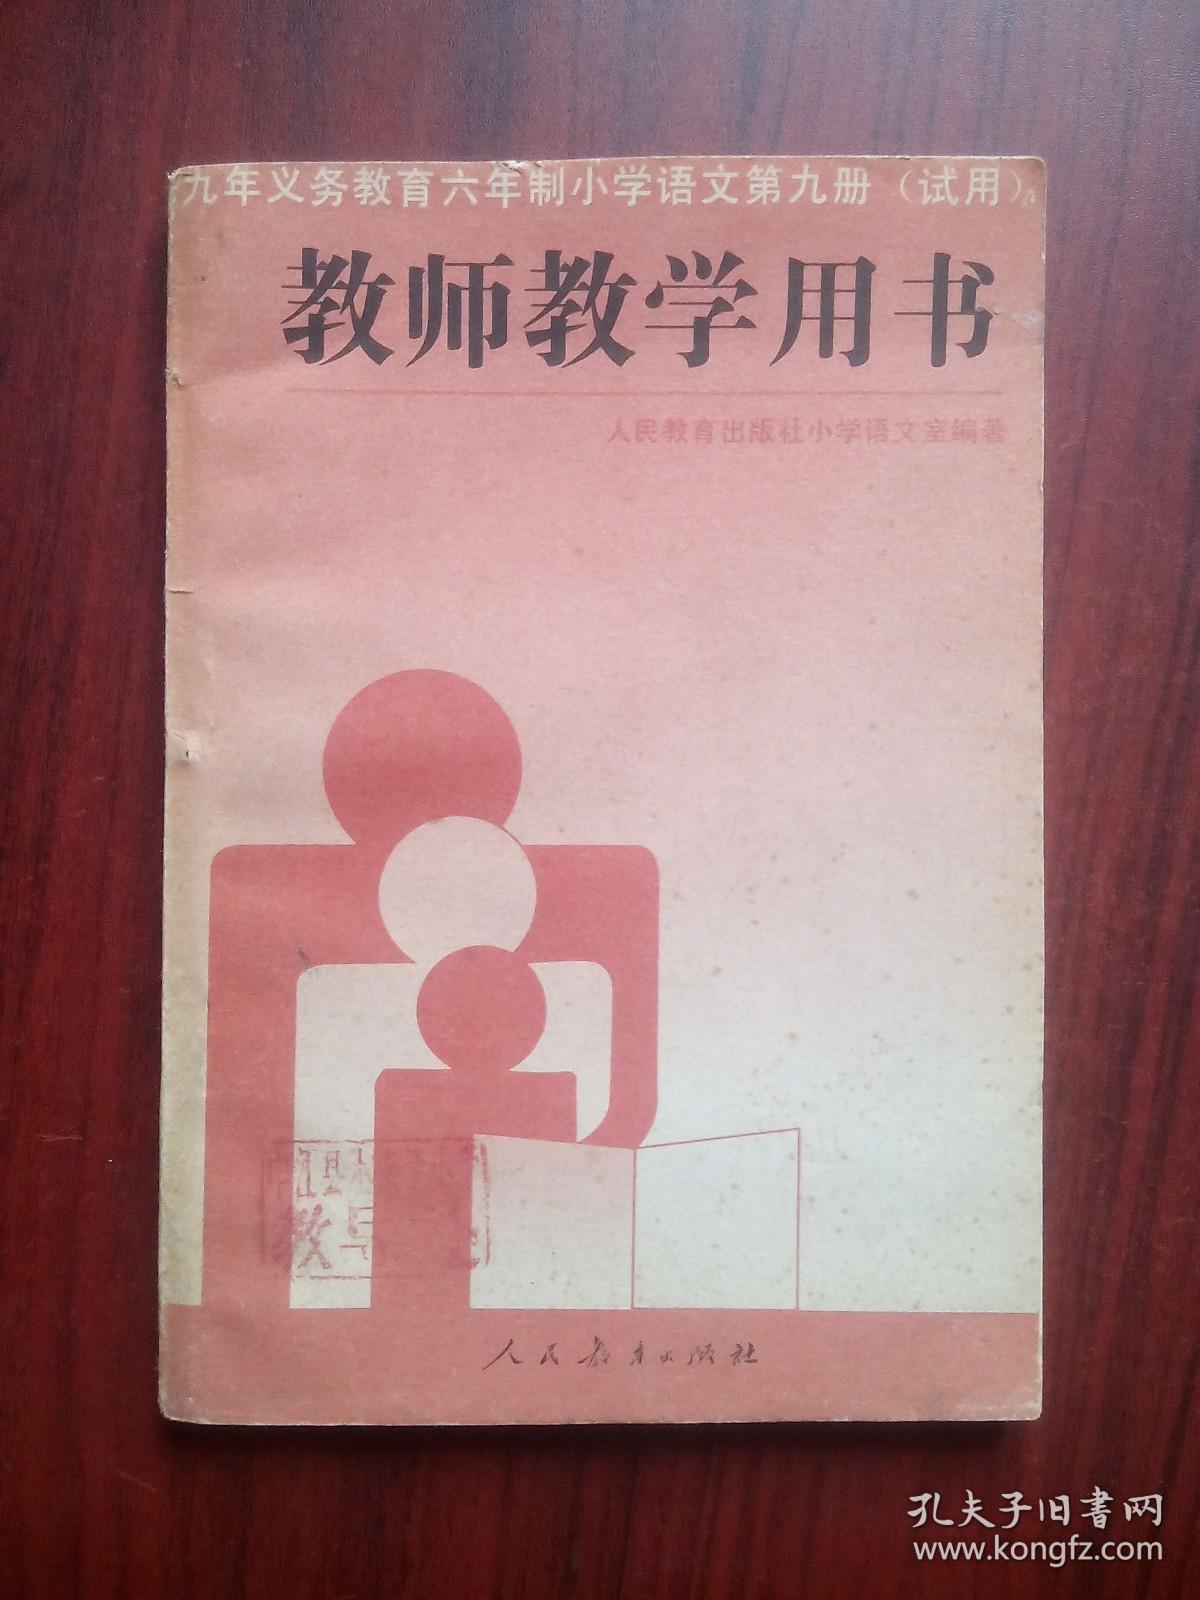 九年义务教育六年制小学语文第九册（试用）
教师教学用书
人民教育出版社小学语文室编著
教导
人民教育出版社
孔夫子旧书网
www.kongfz.com